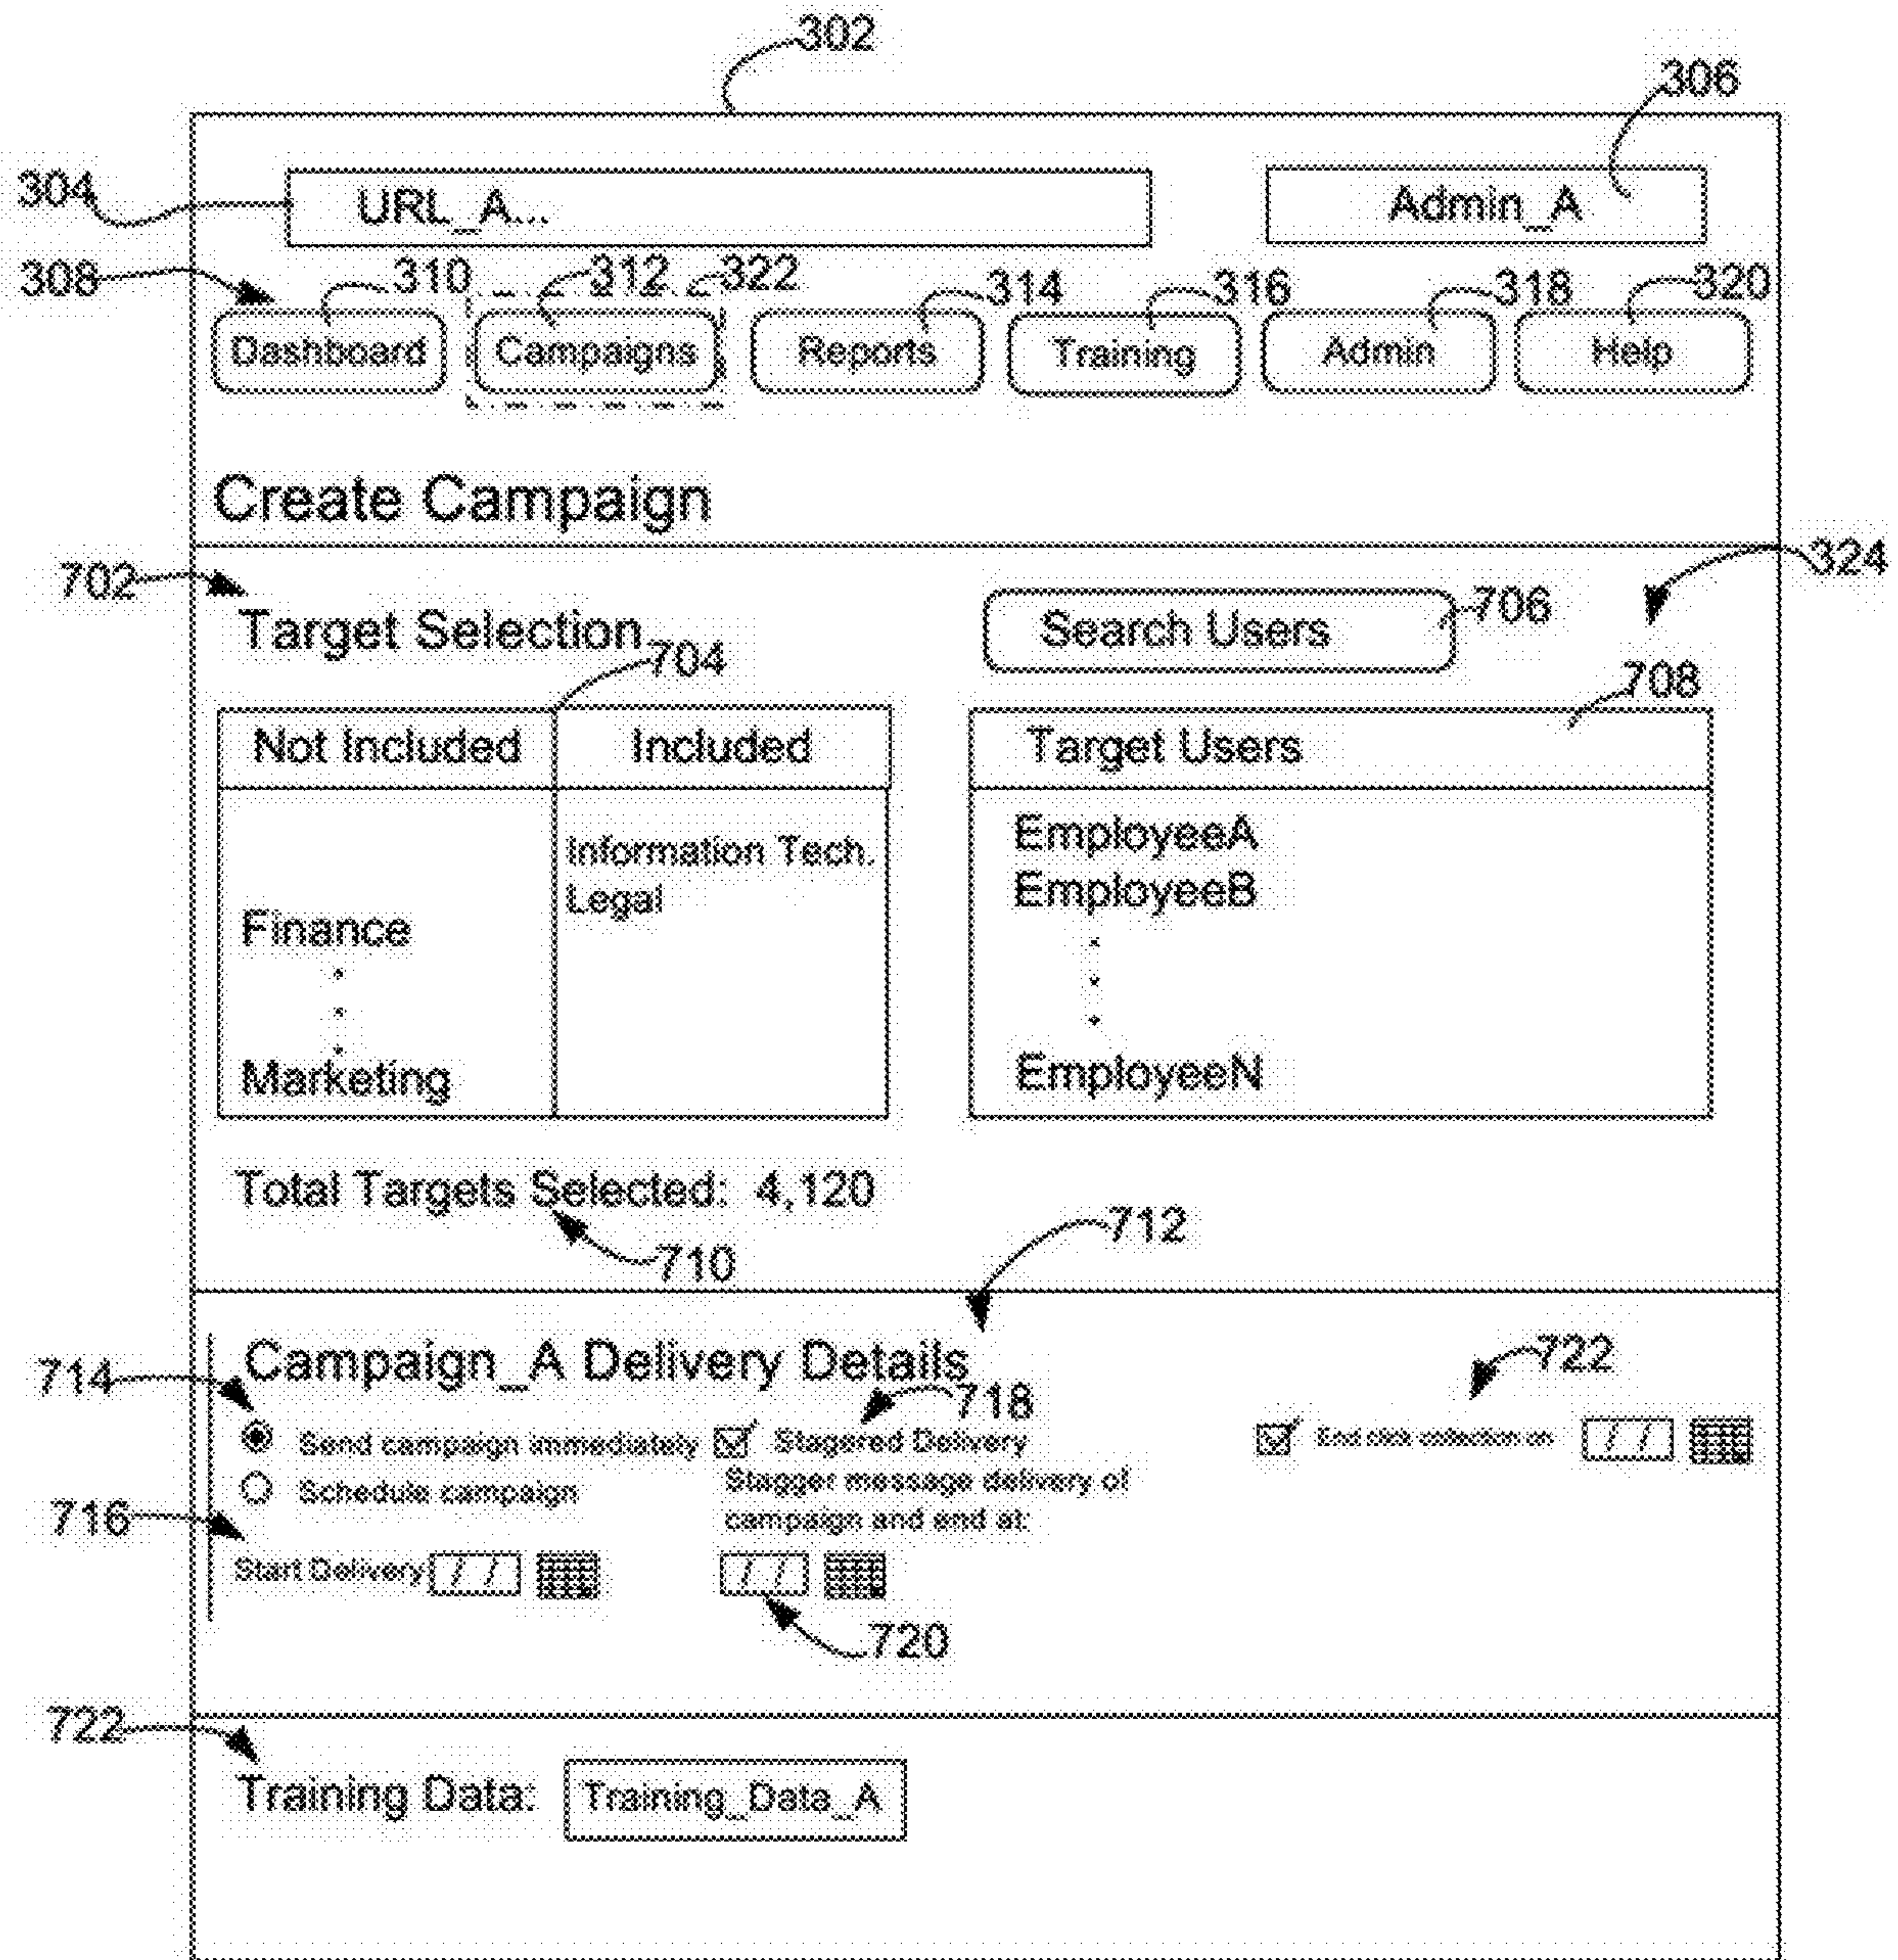 302
306
304
URL_A...
Admin_A
308
310
312
322
314
316
318
320
Dashboard
Campaigns
Reports
Training
Admin
Help
Create Campaign
324
702
Target Selection
Search Users
706
704
708
Not Included
Included
Target Users
Information Tech.
Legal
Finance
Marketing
EmployeeA
EmployeeB
EmployeeN
Total Targets Selected: 4,120
710
712
Campaign_A Delivery Details
722
714
718
Send campaign immediately
Stagered Delivery
End click collection on
/ /
Schedule campaign
Stagger message delivery of
campaign and end at:
716
Start Delivery
/ /
/ /
720
722
Training Data:
Training_Data_A